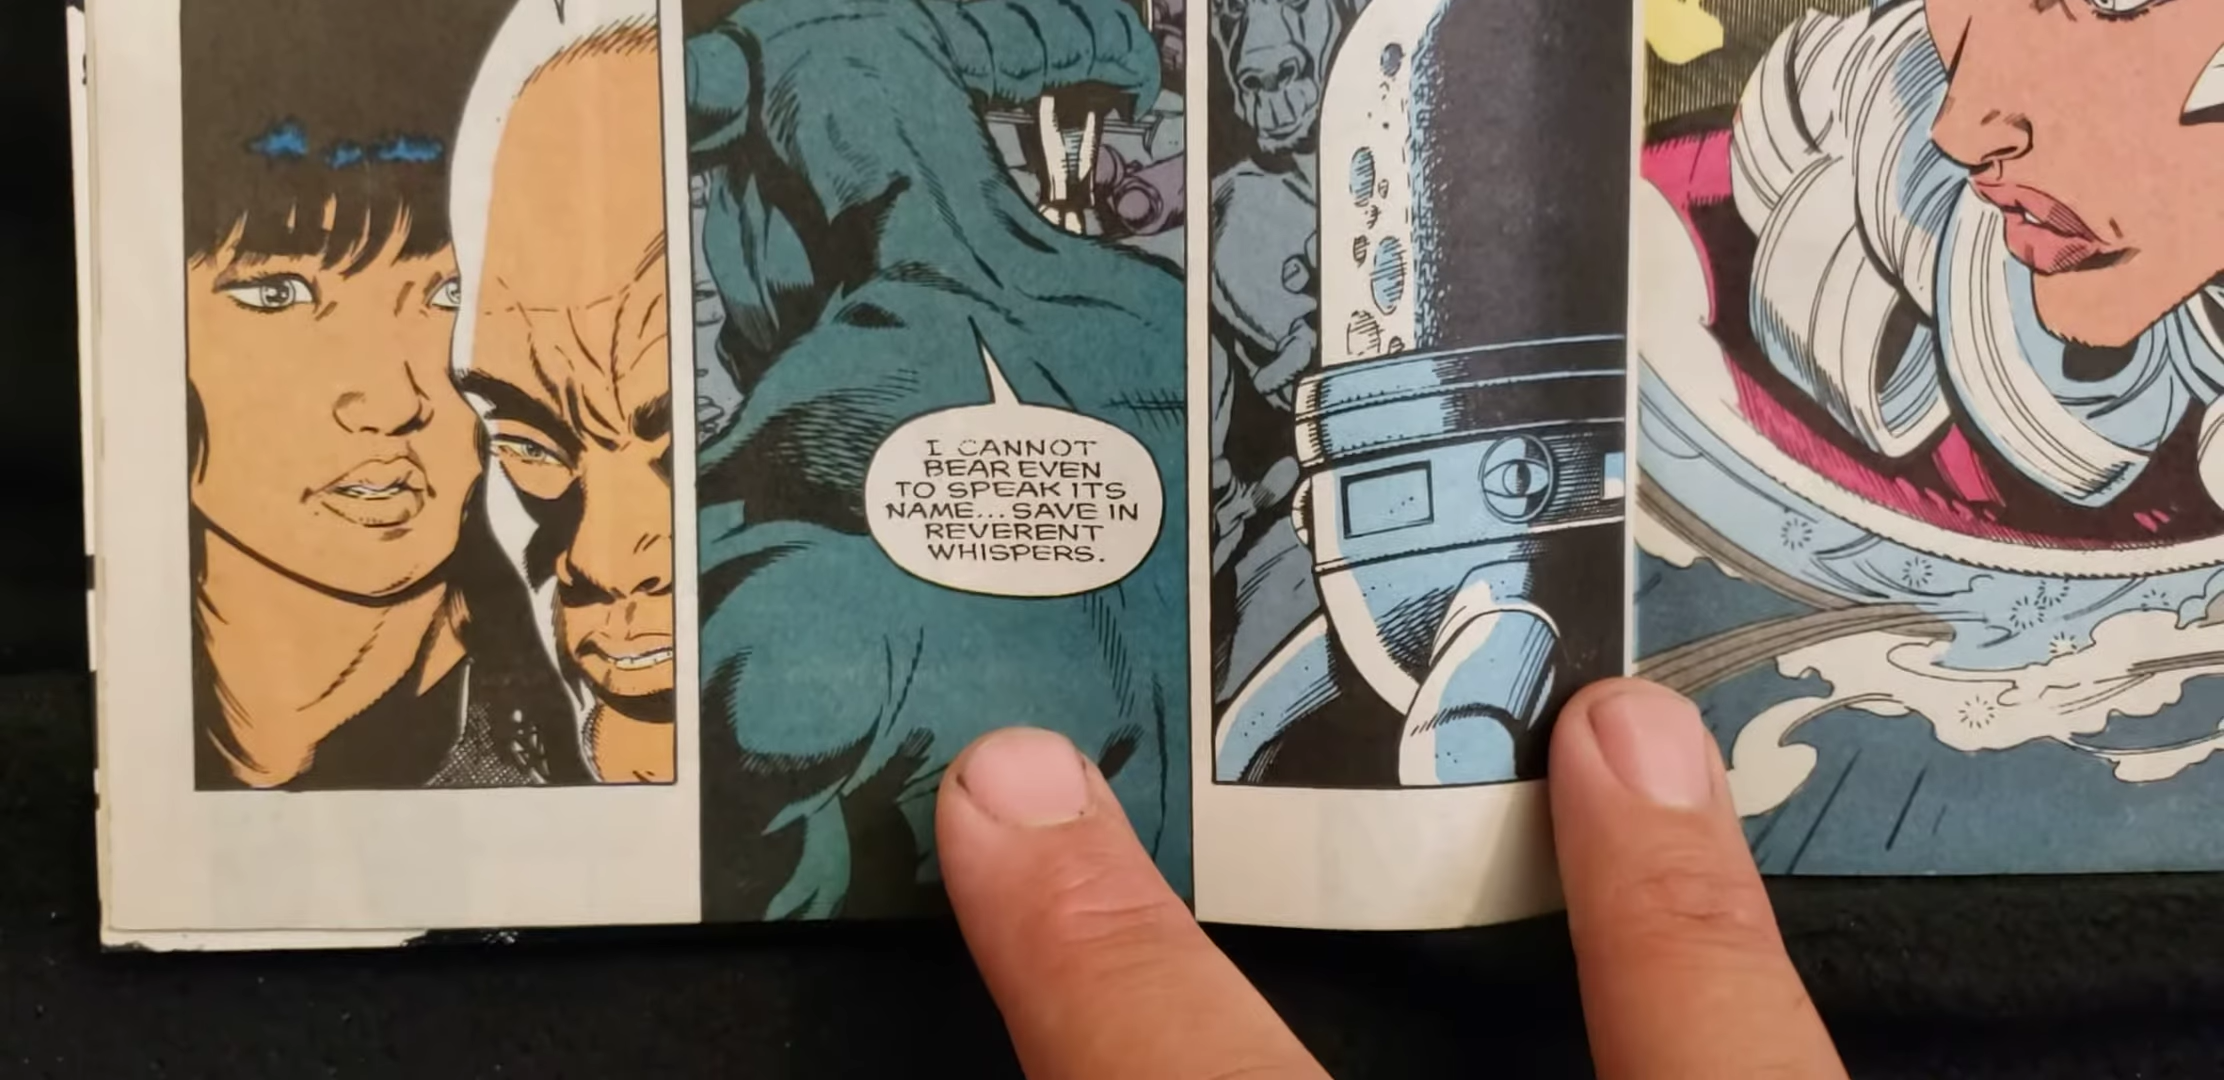 I CANNOT
BEAR EVEN
TO SPEAK ITS
NAME... SAVE IN
REVERENT
WHISPERS.